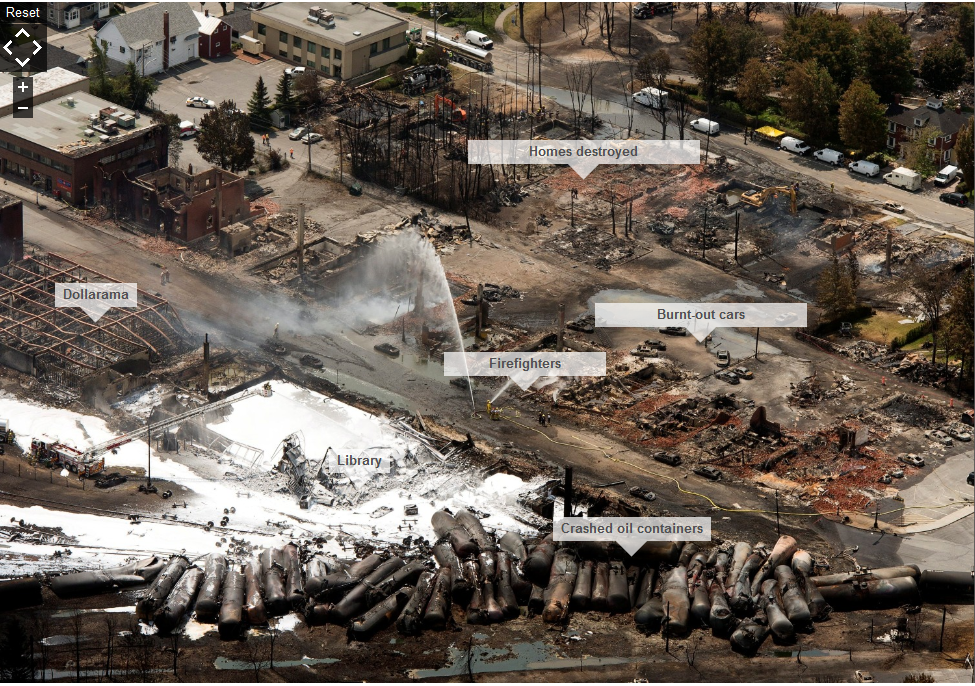 Reset
+
−
Homes destroyed
Dollarama
Burnt-out cars
Firefighters
Library
Crashed oil containers